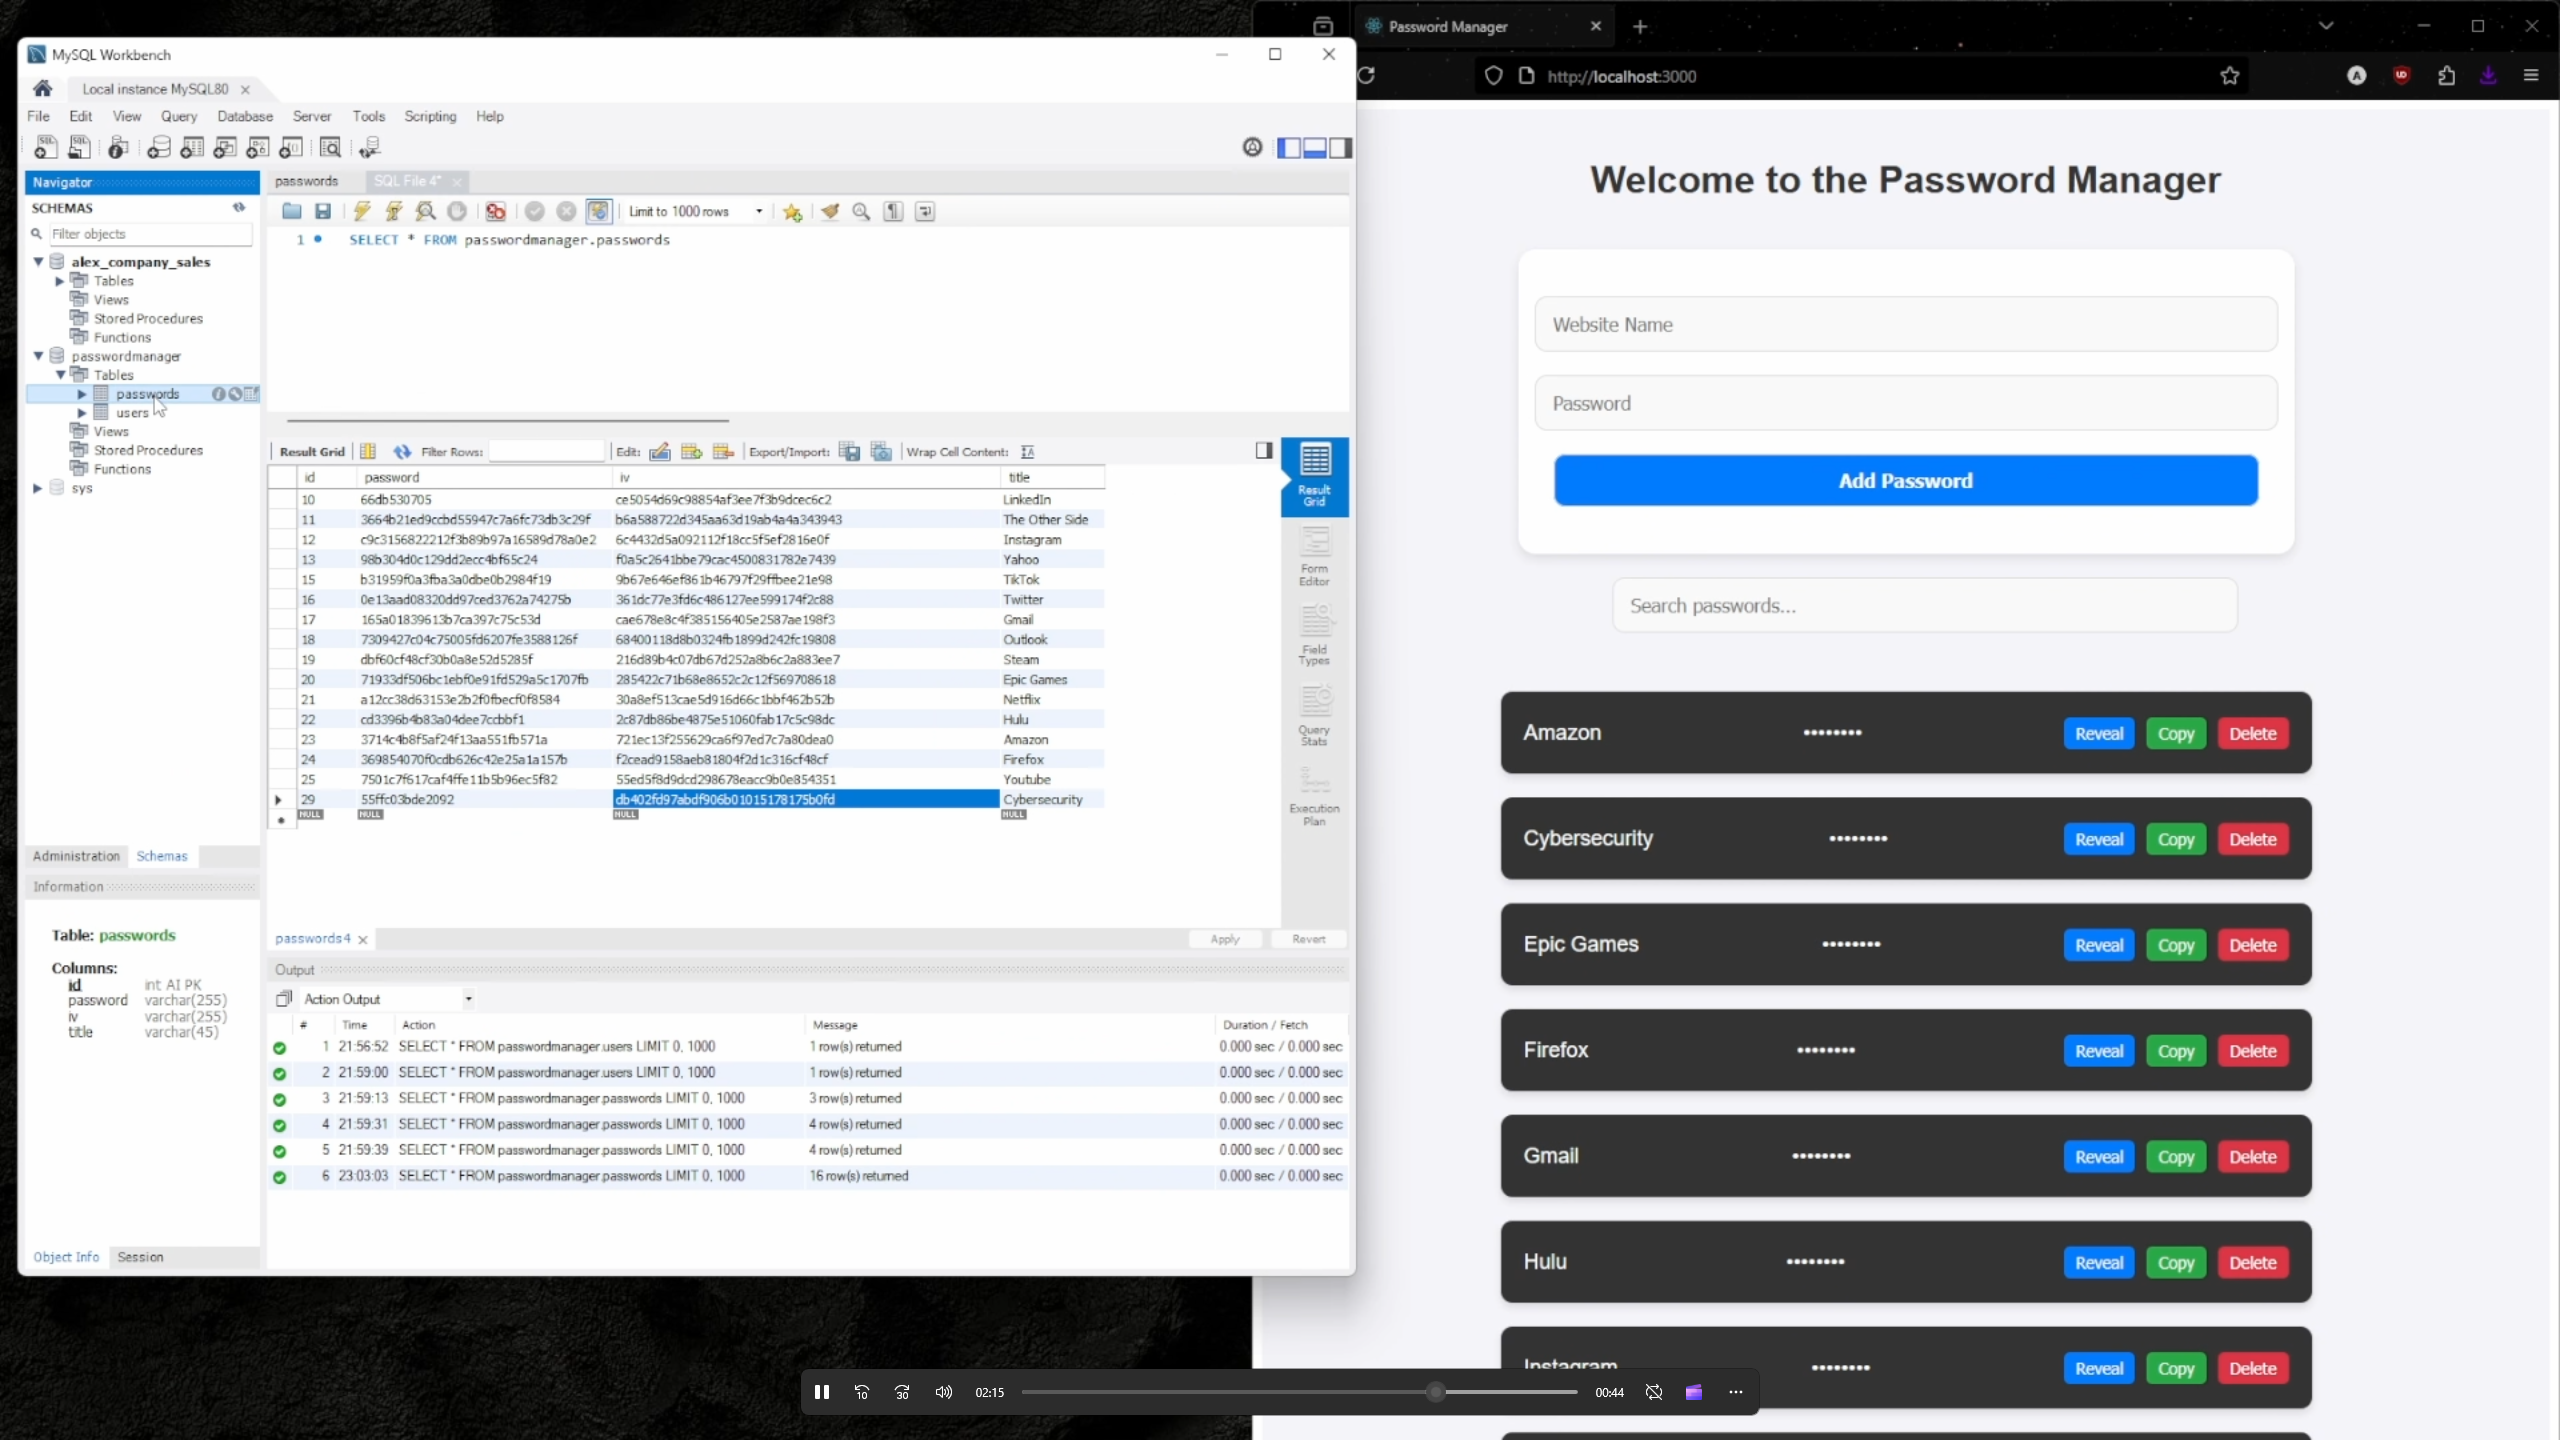 MySQL Workbench
Local instance MySQL80
File Edit View Query Database Server Tools Scripting Help
Navigator
SCHEMAS
Filter objects
alex_company_sales
Tables
Views
Stored Procedures
Functions
passwordmanager
Tables
passwords
users
Views
Stored Procedures
Functions
sys
Administration Schemas
Information
Table: passwords
Columns:
id int AI PK
password varchar(255)
iv varchar(255)
title varchar(45)
Object Info Session
passwords SQL File 4*
Limit to 1000 rows
1 SELECT * FROM passwordmanager.passwords
Result Grid Filter Rows: Edit: Export/Import: Wrap Cell Content:
id password iv title
10 66db530705 ce5054d69c98854af3ee7f3b9dcec6c2 LinkedIn
11 3664b21ed9ccbd55947c7a6fc73db3c29f b6a588722d345aa63d19ab4a4a343943 The Other Side
12 c9c3156822212f3b89b97a16589d78a0e2 6c4432d5a092112f18cc5f5ef2816e0f Instagram
13 98b304d0c129dd2ecc4bf65c24 f0a5c2641bbe79cac4500831782e7439 Yahoo
15 b31959f0a3fba3a0dbe0b2984f19 9b67e646ef861b46797f29ffbee21e98 TikTok
16 0e13aad08320dd97ced3762a74275b 361dc77e3fd6c486127ee599174f2c88 Twitter
17 165a01839613b7ca397c75c53d cae678e8c4f385156405e2587ae198f3 Gmail
18 7309427c04c75005fd6207fe3588126f 68400118d8b0324fb1899d242fc19808 Outlook
19 dbf60cf48cf30b0a8e52d5285f 216d89b4c07db67d252a8b6c2a883ee7 Steam
20 71933df506bc1ebf0e91fd529a5c1707fb 285422c71b68e8652c2c12f569708618 Epic Games
21 a12cc38d63153e2b2f0fbecf0f8584 30a8ef513cae5d916d66c1bbf462b52b Netflix
22 cd3396b4b83a04dee7ccbbf1 2c87db86be4875e51060fab17c5c98dc Hulu
23 3714c4b8f5af24f13aa551fb571a 721ec13f255629ca6f97ed7c7a80dea0 Amazon
24 369854070f0cdb626c42e25a1a157b f2cead9158aeb81804f2d1c316cf48cf Firefox
25 7501c7f617caf4ffe11b5b96ec5f82 55ed5f8d9dcd298678eacc9b0e854351 Youtube
29 55ffc03bde2092 db402fd97abdf906b01015178175b0fd Cybersecurity
NULL NULL NULL NULL
Result Grid
Form Editor
Field Types
Query Stats
Execution Plan
passwords4
Apply Revert
Output
Action Output
# Time Action Message Duration / Fetch
1 21:56:52 SELECT * FROM passwordmanager.users LIMIT 0, 1000 1 row(s) returned 0.000 sec / 0.000 sec
2 21:59:00 SELECT * FROM passwordmanager.users LIMIT 0, 1000 1 row(s) returned 0.000 sec / 0.000 sec
3 21:59:13 SELECT * FROM passwordmanager.passwords LIMIT 0, 1000 3 row(s) returned 0.000 sec / 0.000 sec
4 21:59:31 SELECT * FROM passwordmanager.passwords LIMIT 0, 1000 4 row(s) returned 0.000 sec / 0.000 sec
5 21:59:39 SELECT * FROM passwordmanager.passwords LIMIT 0, 1000 4 row(s) returned 0.000 sec / 0.000 sec
6 23:03:03 SELECT * FROM passwordmanager.passwords LIMIT 0, 1000 16 row(s) returned 0.000 sec / 0.000 sec
Password Manager
http://localhost:3000
Welcome to the Password Manager
Website Name
Password
Add Password
Search passwords...
Amazon •••••••• Reveal Copy Delete
Cybersecurity •••••••• Reveal Copy Delete
Epic Games •••••••• Reveal Copy Delete
Firefox •••••••• Reveal Copy Delete
Gmail •••••••• Reveal Copy Delete
Hulu •••••••• Reveal Copy Delete
Instagram •••••••• Reveal Copy Delete
10 30 02:15 00:44